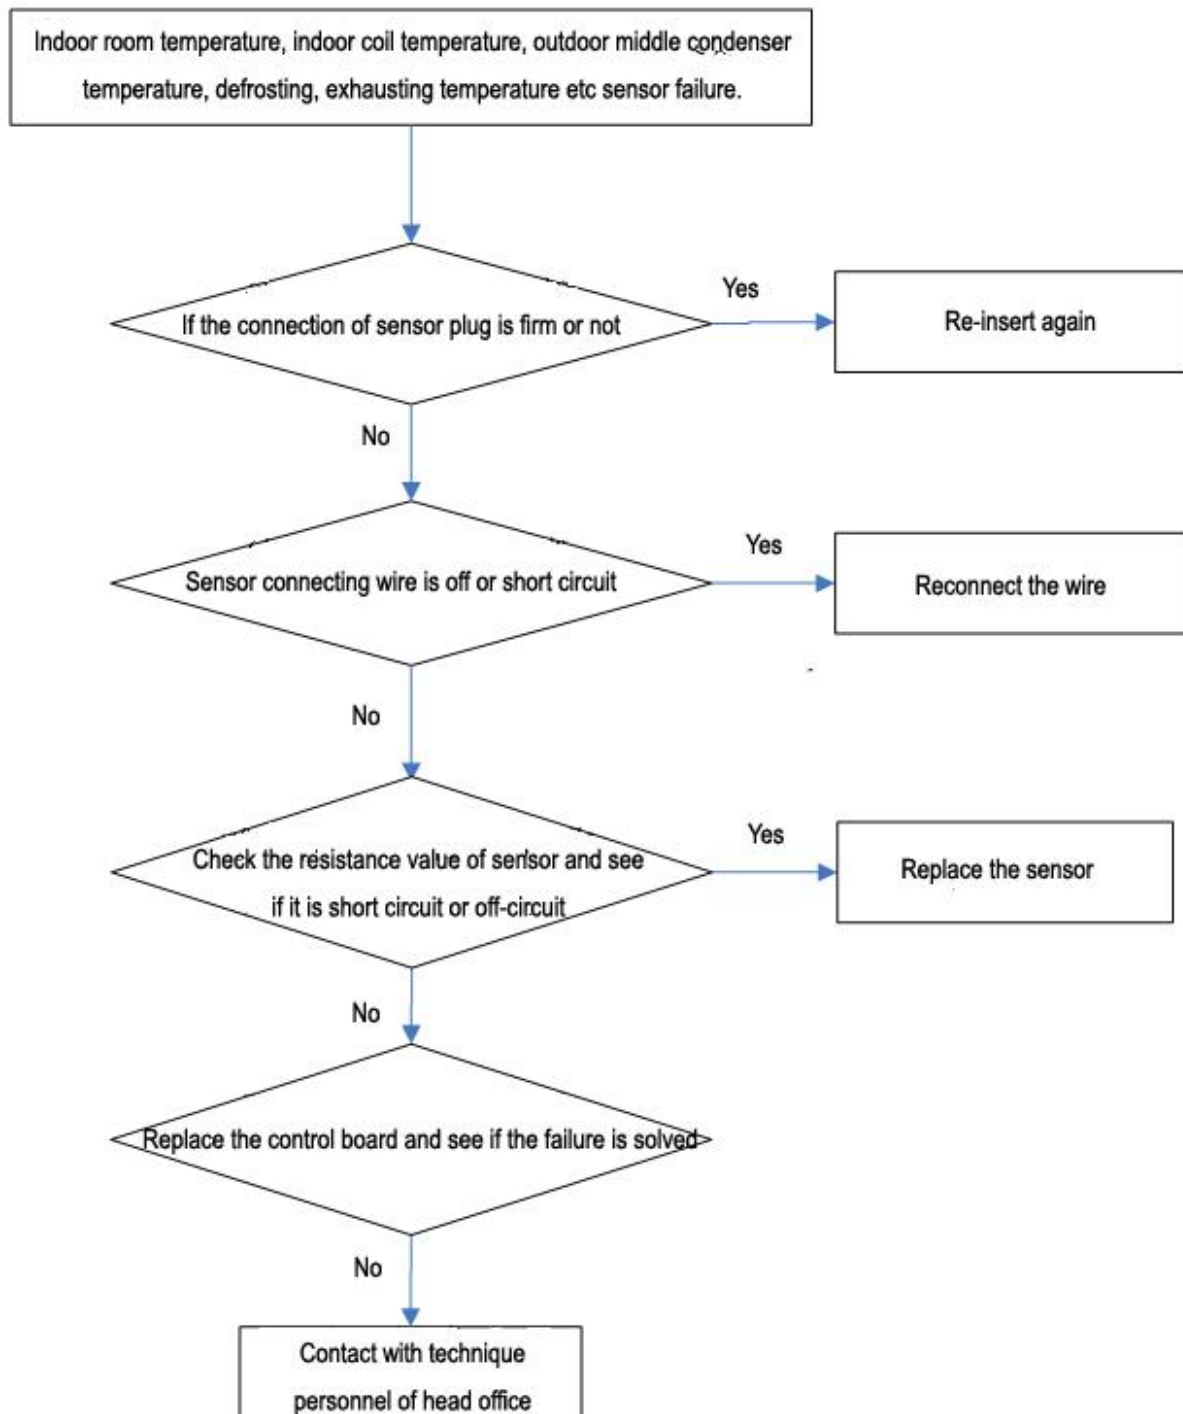 Indoor room temperature, indoor coil temperature, outdoor middle condenser
temperature, defrosting, exhausting temperature etc sensor failure.
Yes
If the connection of sensor plug is firm or not
Re-insert again
No
Yes
Sensor connecting wire is off or short circuit
Reconnect the wire
No
Yes
Check the resistance value of sensor and see
if it is short circuit or off-circuit
Replace the sensor
No
Replace the control board and see if the failure is solved
No
Contact with technique
personnel of head office